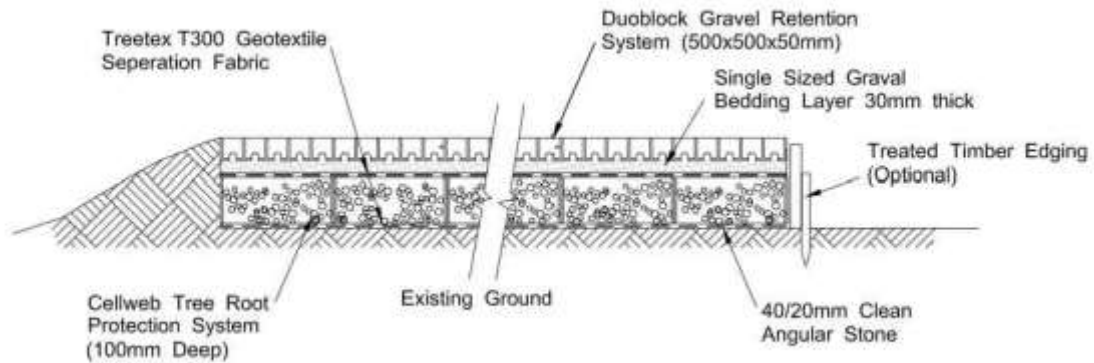 Treetex T300 Geotextile
Seperation Fabric
Duoblock Gravel Retention
System (500x500x50mm)
Single Sized Graval
Bedding Layer 30mm thick
Treated Timber Edging
(Optional)
Cellweb Tree Root
Protection System
(100mm Deep)
Existing Ground
40/20mm Clean
Angular Stone